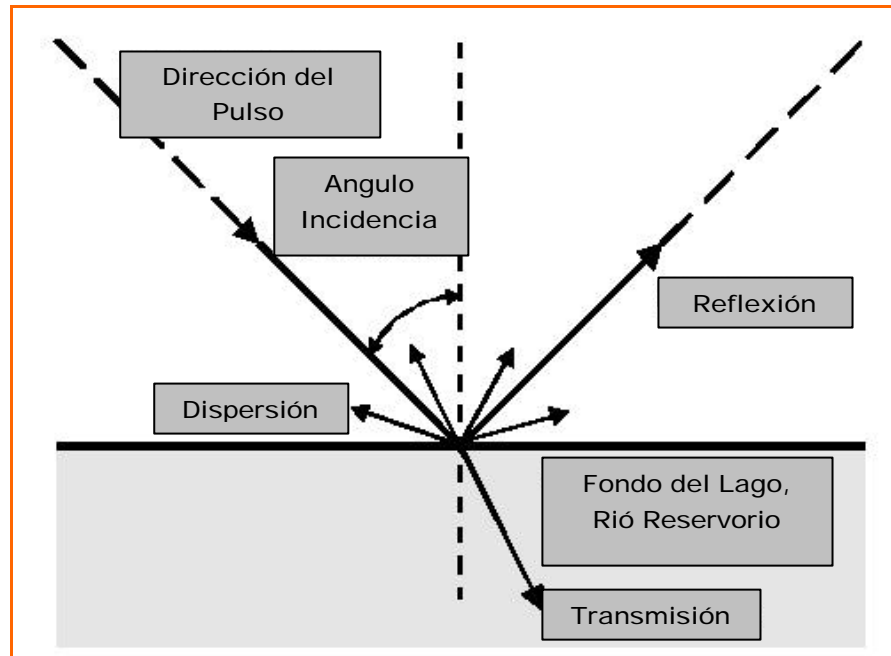 Dirección del
Pulso
Angulo
Incidencia
Reflexión
Dispersión
Fondo del Lago,
Rió Reservorio
Transmisión